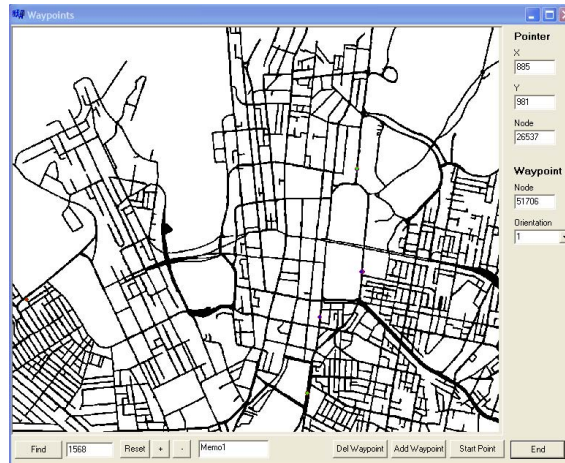 Waypoints
Pointer
X
885
Y
981
Node
26537
Waypoint
Node
51706
Orientation
1
Find
1568
Reset
+
-
Memo1
Del Waypoint
Add Waypoint
Start Point
End